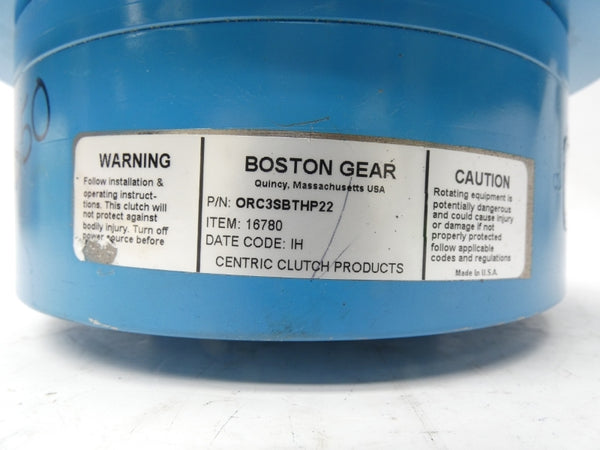 50
WARNING
Follow installation &
operating instruct-
tions. This clutch will
not protect against
bodily injury. Turn off
power source before
BOSTON GEAR
Quincy, Massachusetts USA
P/N: ORC3SBTHP22
ITEM: 16780
DATE CODE: IH
CENTRIC CLUTCH PRODUCTS
CAUTION
Rotating equipment is
potentially dangerous
and could cause injury
or damage if not
properly protected
follow applicable
codes and regulations
Made In U.S.A.